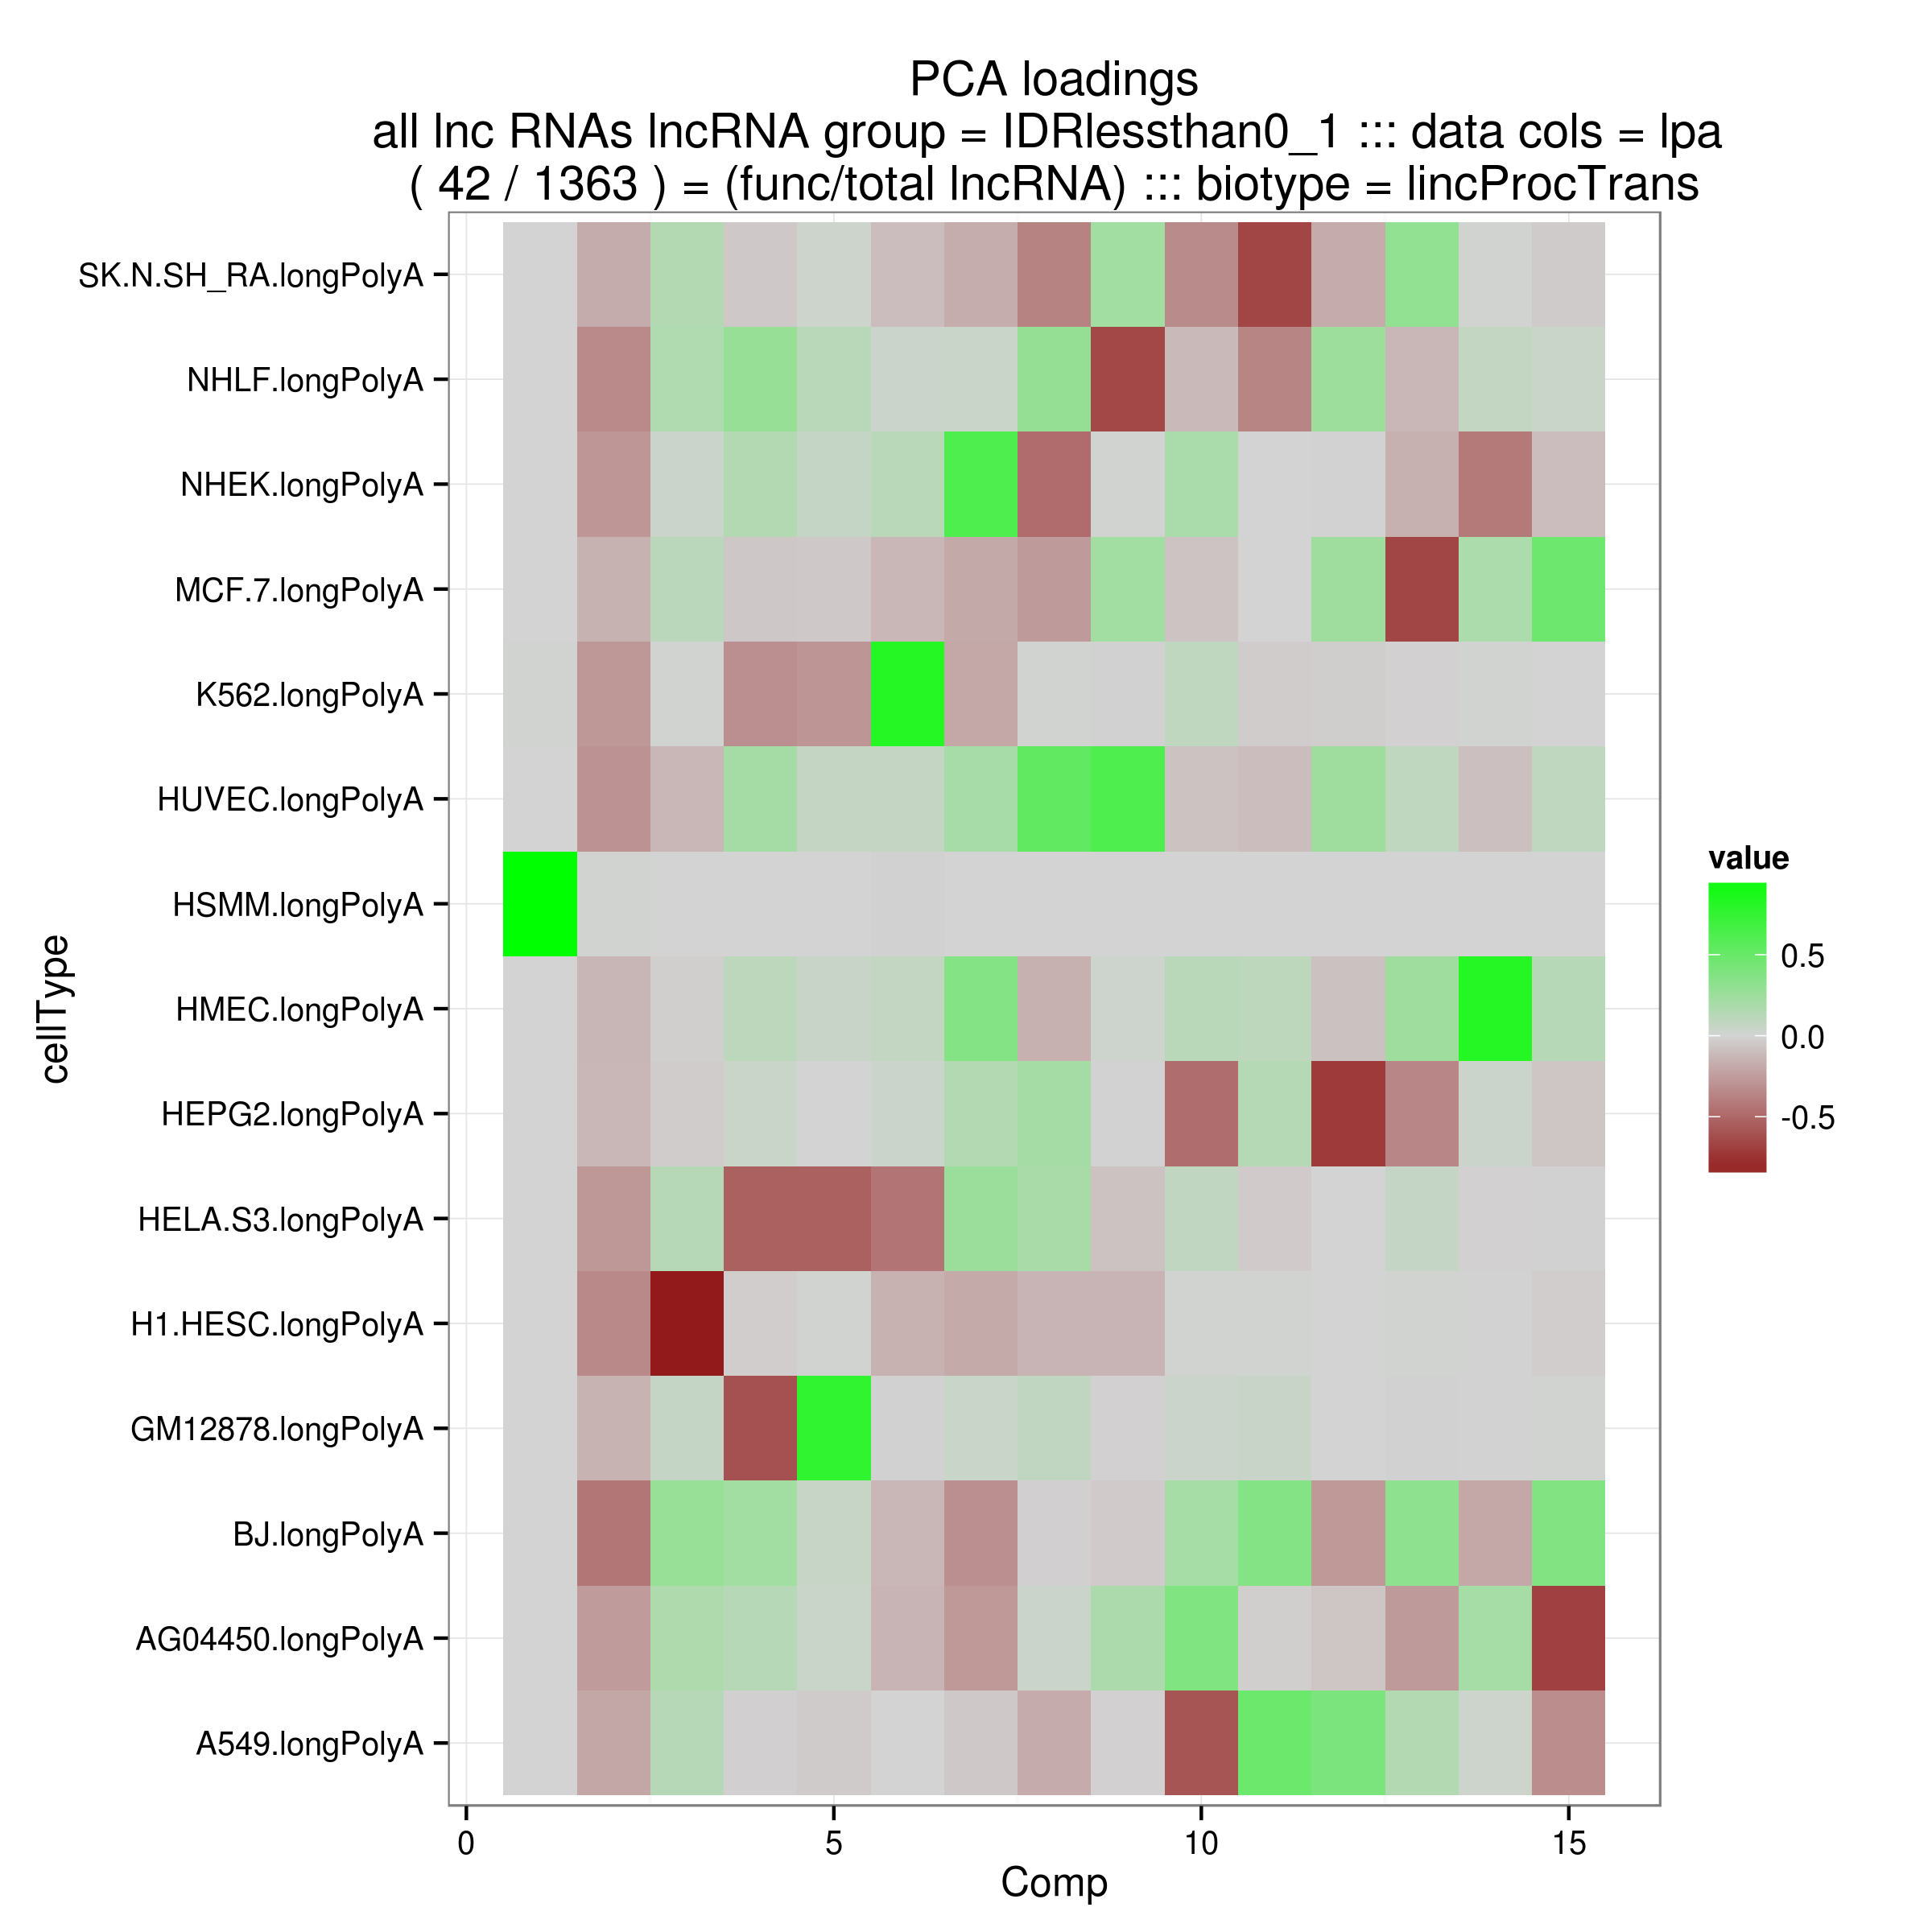 PCA loadings
all lnc RNAs lncRNA group = IDRlessthan0_1 ::: data cols = lpa
( 42 / 1363 ) = (func/total lncRNA) ::: biotype = lincProcTrans
SK.N.SH_RA.longPolyA
NHLF.longPolyA
NHEK.longPolyA
MCF.7.longPolyA
K562.longPolyA
HUVEC.longPolyA
HSMM.longPolyA
HMEC.longPolyA
HEPG2.longPolyA
HELA.S3.longPolyA
H1.HESC.longPolyA
GM12878.longPolyA
BJ.longPolyA
AG04450.longPolyA
A549.longPolyA
cellType
0 5 10 15
Comp
value
0.5
0.0
-0.5